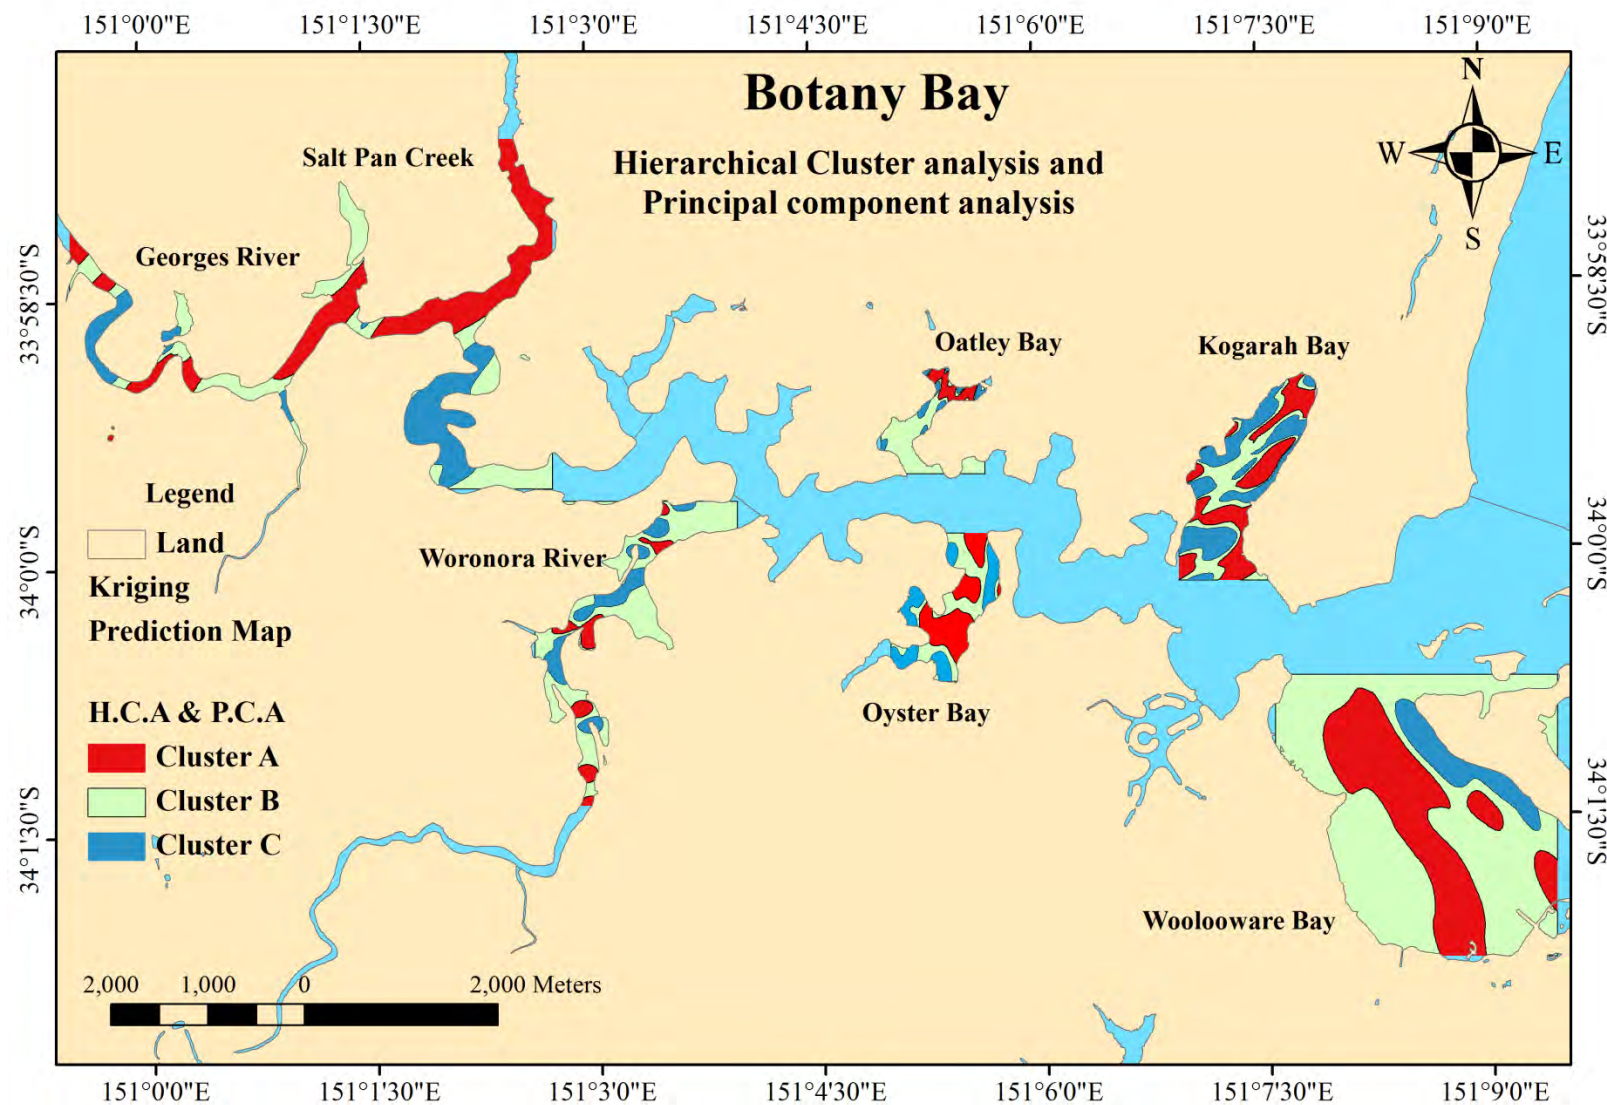 151°0'0"E 151°1'30"E 151°3'0"E 151°4'30"E 151°6'0"E 151°7'30"E 151°9'0"E
Botany Bay
Hierarchical Cluster analysis and
Principal component analysis
N
W E
S
Salt Pan Creek
Georges River
Oatley Bay
Kogarah Bay
33°58'30"S
33°58'30"S
Woronora River
34°0'0"S
34°0'0"S
Oyster Bay
Woolooware Bay
34°1'30"S
34°1'30"S
Legend
Land
Kriging
Prediction Map
H.C.A & P.C.A
Cluster A
Cluster B
Cluster C
2,000 1,000 0 2,000 Meters
151°0'0"E 151°1'30"E 151°3'0"E 151°4'30"E 151°6'0"E 151°7'30"E 151°9'0"E